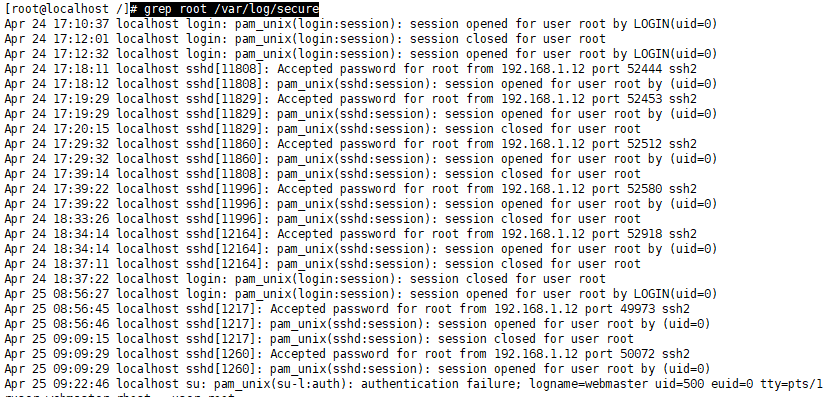 [root@localhost /]# grep root /var/log/secure
Apr 24 17:10:37 localhost login: pam_unix(login:session): session opened for user root by LOGIN(uid=0)
Apr 24 17:12:01 localhost login: pam_unix(login:session): session closed for user root
Apr 24 17:12:32 localhost login: pam_unix(login:session): session opened for user root by LOGIN(uid=0)
Apr 24 17:18:11 localhost sshd[11808]: Accepted password for root from 192.168.1.12 port 52444 ssh2
Apr 24 17:18:12 localhost sshd[11808]: pam_unix(sshd:session): session opened for user root by (uid=0)
Apr 24 17:19:29 localhost sshd[11829]: Accepted password for root from 192.168.1.12 port 52453 ssh2
Apr 24 17:19:29 localhost sshd[11829]: pam_unix(sshd:session): session opened for user root by (uid=0)
Apr 24 17:20:15 localhost sshd[11829]: pam_unix(sshd:session): session closed for user root
Apr 24 17:29:32 localhost sshd[11860]: Accepted password for root from 192.168.1.12 port 52512 ssh2
Apr 24 17:29:32 localhost sshd[11860]: pam_unix(sshd:session): session opened for user root by (uid=0)
Apr 24 17:39:14 localhost sshd[11808]: pam_unix(sshd:session): session closed for user root
Apr 24 17:39:22 localhost sshd[11996]: Accepted password for root from 192.168.1.12 port 52580 ssh2
Apr 24 17:39:22 localhost sshd[11996]: pam_unix(sshd:session): session opened for user root by (uid=0)
Apr 24 18:33:26 localhost sshd[11996]: pam_unix(sshd:session): session closed for user root
Apr 24 18:34:14 localhost sshd[12164]: Accepted password for root from 192.168.1.12 port 52918 ssh2
Apr 24 18:34:14 localhost sshd[12164]: pam_unix(sshd:session): session opened for user root by (uid=0)
Apr 24 18:37:11 localhost sshd[12164]: pam_unix(sshd:session): session closed for user root
Apr 24 18:37:22 localhost login: pam_unix(login:session): session closed for user root
Apr 25 08:56:27 localhost login: pam_unix(login:session): session opened for user root by LOGIN(uid=0)
Apr 25 08:56:45 localhost sshd[1217]: Accepted password for root from 192.168.1.12 port 49973 ssh2
Apr 25 08:56:46 localhost sshd[1217]: pam_unix(sshd:session): session opened for user root by (uid=0)
Apr 25 09:09:15 localhost sshd[1217]: pam_unix(sshd:session): session closed for user root
Apr 25 09:09:29 localhost sshd[1260]: Accepted password for root from 192.168.1.12 port 50072 ssh2
Apr 25 09:09:29 localhost sshd[1260]: pam_unix(sshd:session): session opened for user root by (uid=0)
Apr 25 09:22:46 localhost su: pam_unix(su-l:auth): authentication failure; logname=webmaster uid=500 euid=0 tty=pts/1